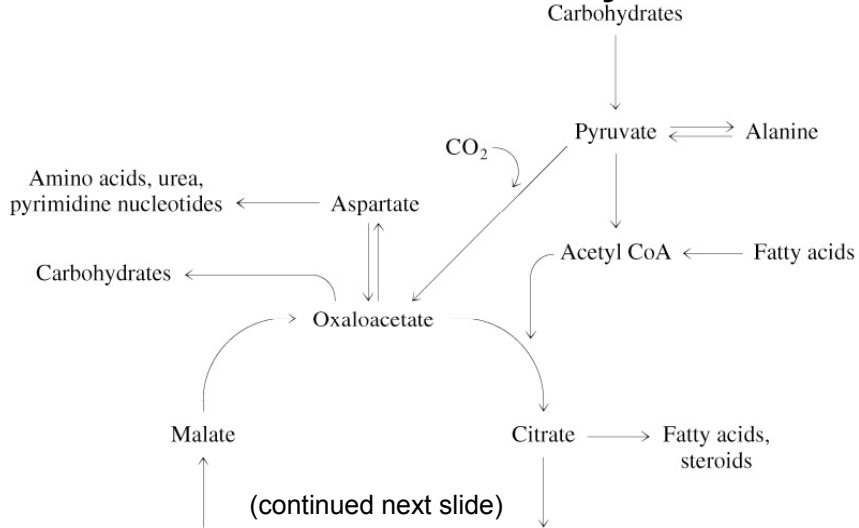 Carbohydrates
Pyruvate
Alanine
CO₂
Amino acids, urea,
pyrimidine nucleotides
Aspartate
Acetyl CoA
Fatty acids
Carbohydrates
Oxaloacetate
Malate
Citrate
Fatty acids,
steroids
(continued next slide)